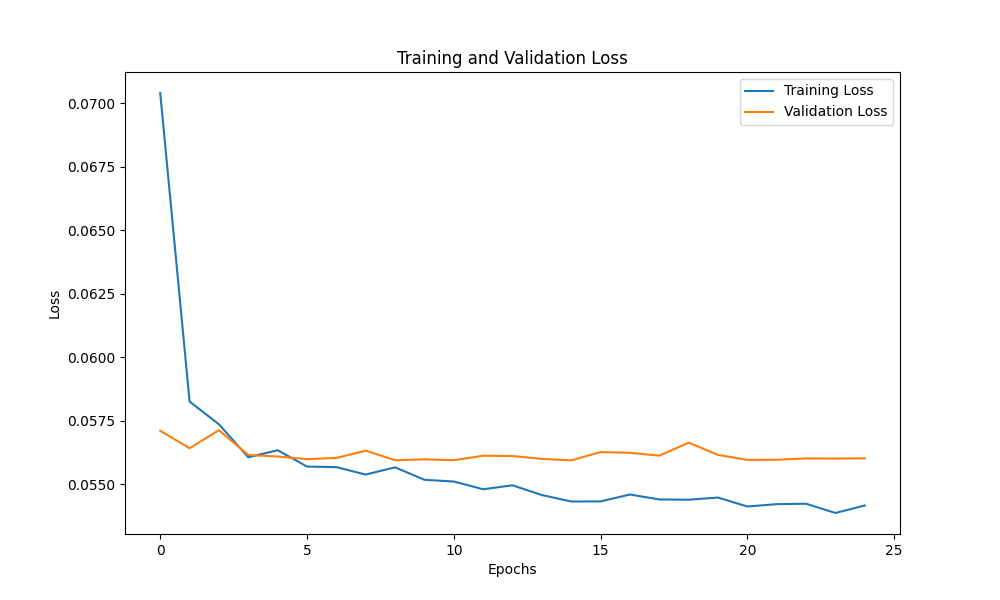 Training and Validation Loss
Training Loss
Validation Loss
0.0700
0.0675
0.0650
0.0625
0.0600
0.0575
0.0550
Loss
0 5 10 15 20 25
Epochs